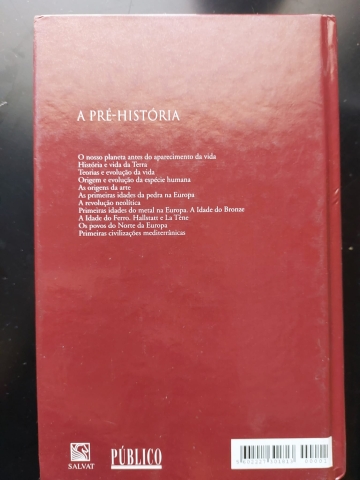 A PRÉ-HISTÓRIA
O nosso planeta antes do aparecimento da vida
História e vida da Terra
Teorias e evolução da vida
Origem e evolução da espécie humana
As origens da arte
As primeiras idades da pedra na Europa
A revolução neolítica
Primeiras idades do metal na Europa. A Idade do Bronze
A Idade do Ferro. Hallstatt e La Tène
Os povos do Norte da Europa
Primeiras civilizações mediterrânicas
SALVAT
PÚBLICO